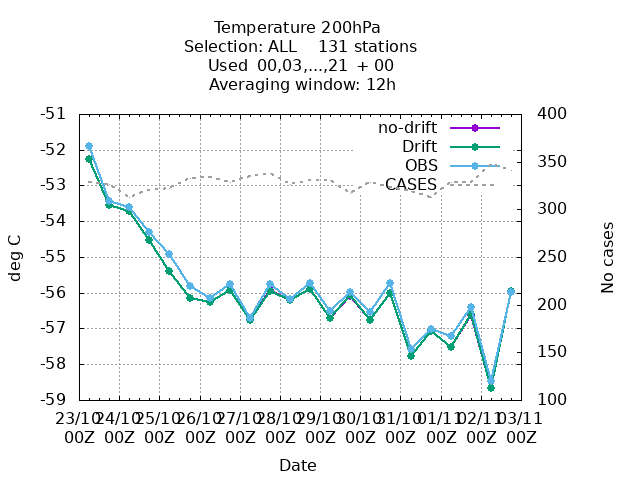 Temperature 200hPa
Selection: ALL 131 stations
Used 00,03,...,21 + 00
Averaging window: 12h
-51
-52
-53
-54
-55
-56
-57
-58
-59
deg C
400
350
300
250
200
150
100
No cases
no-drift
Drift
OBS
CASES
23/10 24/10 25/10 26/10 27/10 28/10 29/10 30/10 31/10 01/11 02/11 03/11
00Z 00Z 00Z 00Z 00Z 00Z 00Z 00Z 00Z 00Z 00Z 00Z
Date